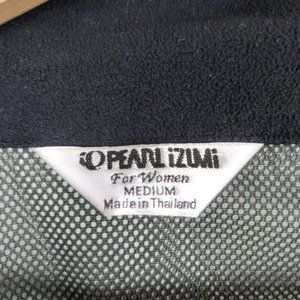 PEARL iZUMi
For Women
MEDIUM
Made in Thailand